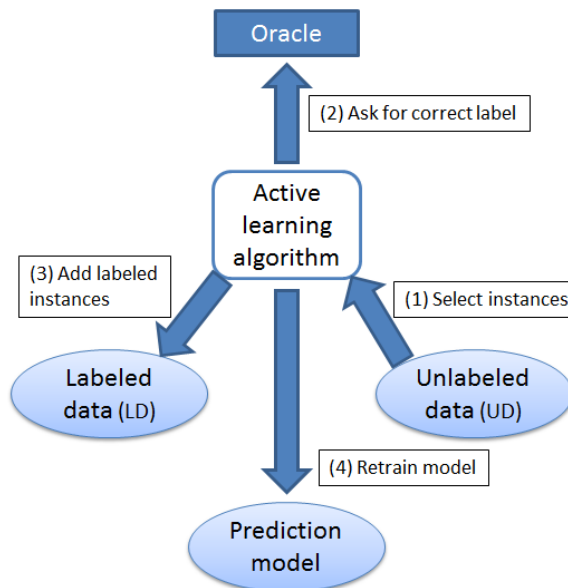 Oracle
(2) Ask for correct label
Active
learning
algorithm
(3) Add labeled
instances
(1) Select instances
Labeled
data (LD)
Unlabeled
data (UD)
(4) Retrain model
Prediction
model